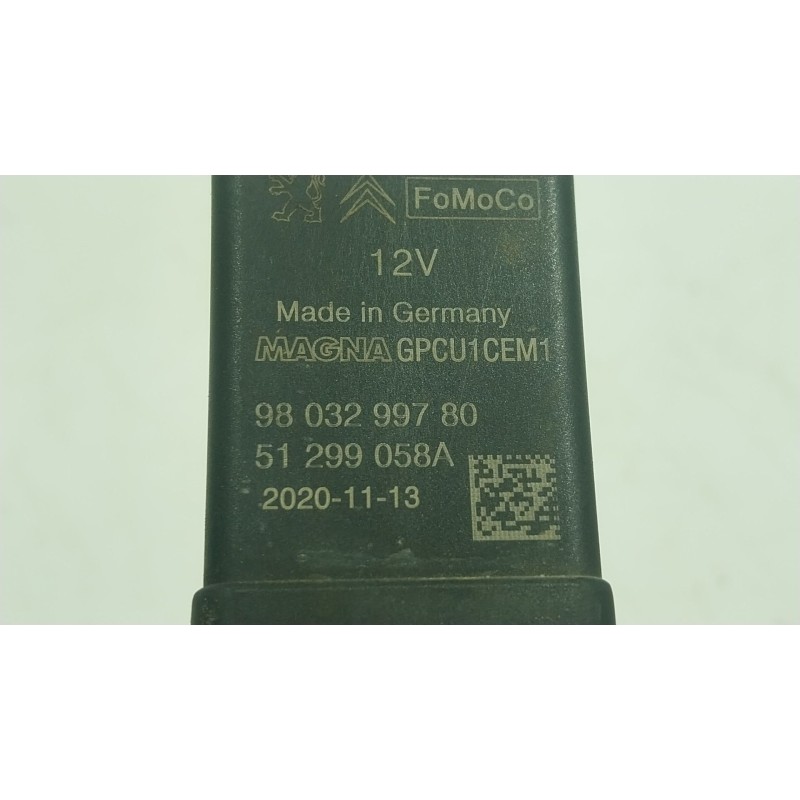 FoMoCo
12V
Made in Germany
MAGNA GPCU1CEM1
98 032 997 80
51 299 058A
2020-11-13